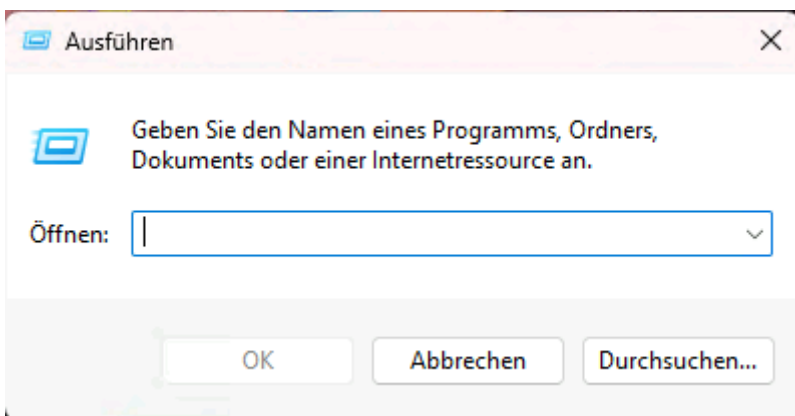 Ausführen
Geben Sie den Namen eines Programms, Ordners,
Dokuments oder einer Internetressource an.
Öffnen:
OK
Abbrechen
Durchsuchen...